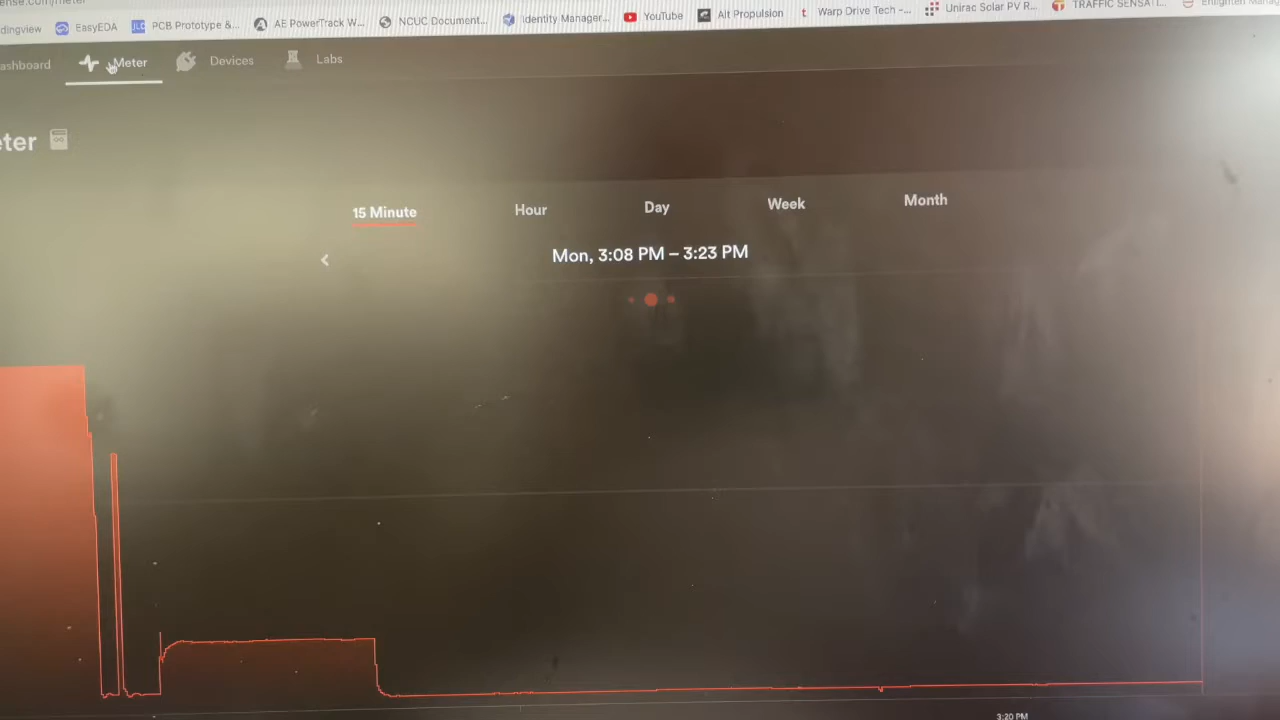 dingview EasyEDA PCB Prototype &... AE PowerTrack W... NCUC Document... Identity Manager... YouTube Alt Propulsion Warp Drive Tech -... Unirac Solar PV R... TRAFFIC SENSATI...
ashboard Meter Devices Labs
eter
15 Minute Hour Day Week Month
Mon, 3:08 PM – 3:23 PM
3:20 PM